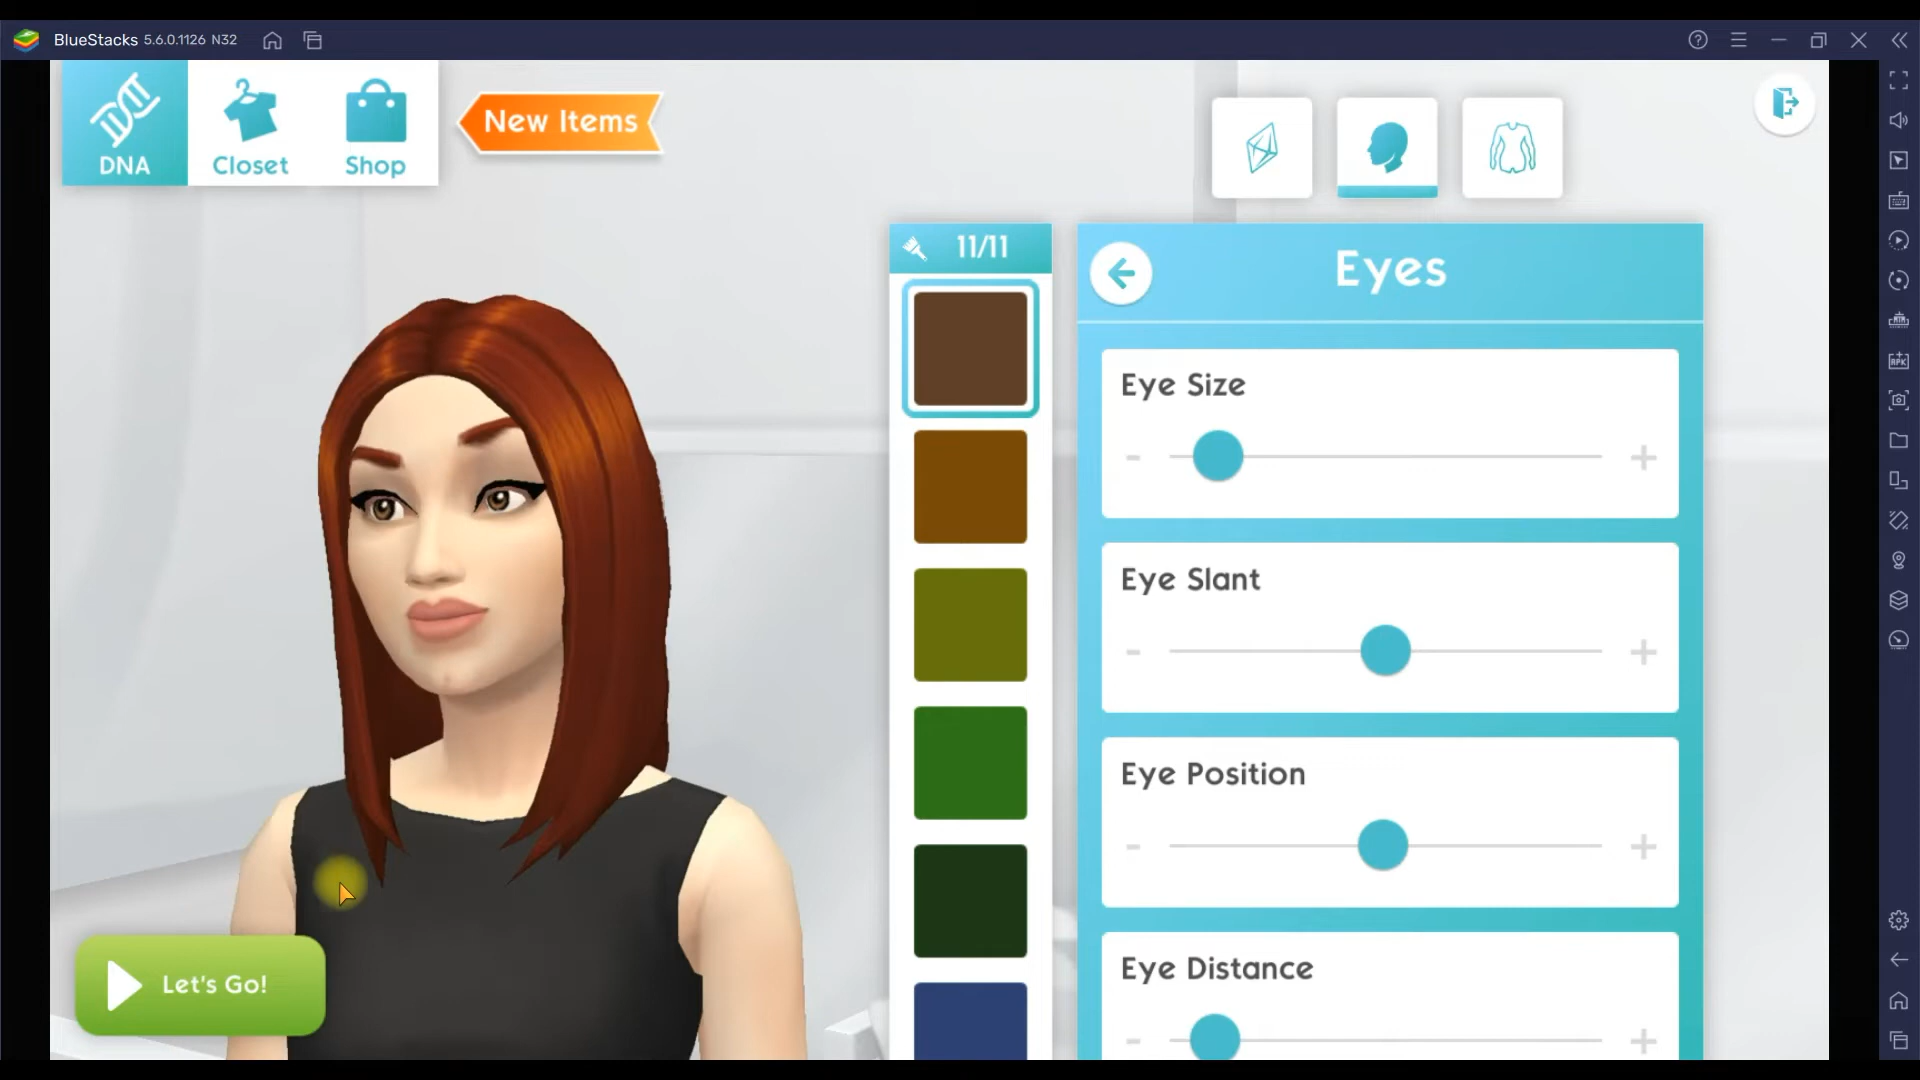 BlueStacks 5.6.0.1126 N32
DNA
Closet
Shop
New Items
11/11
Eyes
Eye Size
- +
Eye Slant
- +
Eye Position
- +
Eye Distance
- +
Let's Go!